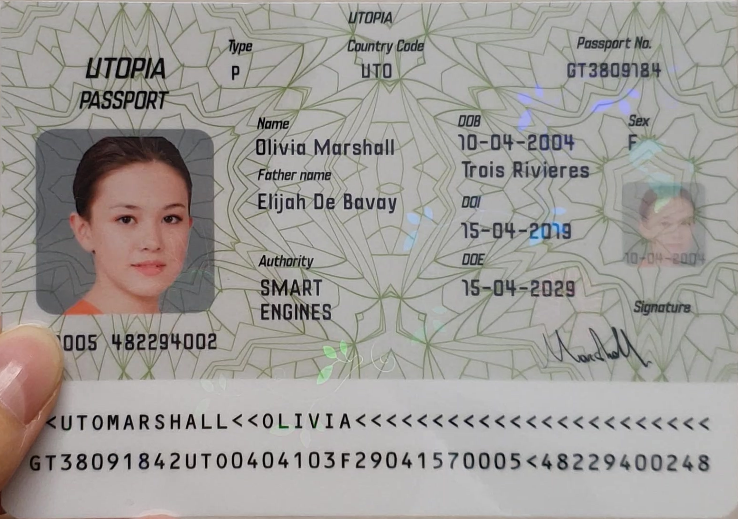 UTOPIA
UTOPIA
PASSPORT
Type
P
Country Code
UTO
Passport No.
GT3809184
Name
Olivia Marshall
Father name
Elijah De Bavay
Authority
SMART
ENGINES
DOB
10-04-2004
Trois Rivieres
DOI
15-04-2019
DOE
15-04-2029
Sex
F
10-04-2004
Signature
Marshall
005 482294002
<UTOMARSHALL<<OLIVIA<<<<<<<<<<<<<<<<<<<<<<<<
GT38091842UTO0404103F29041570005<48229400248